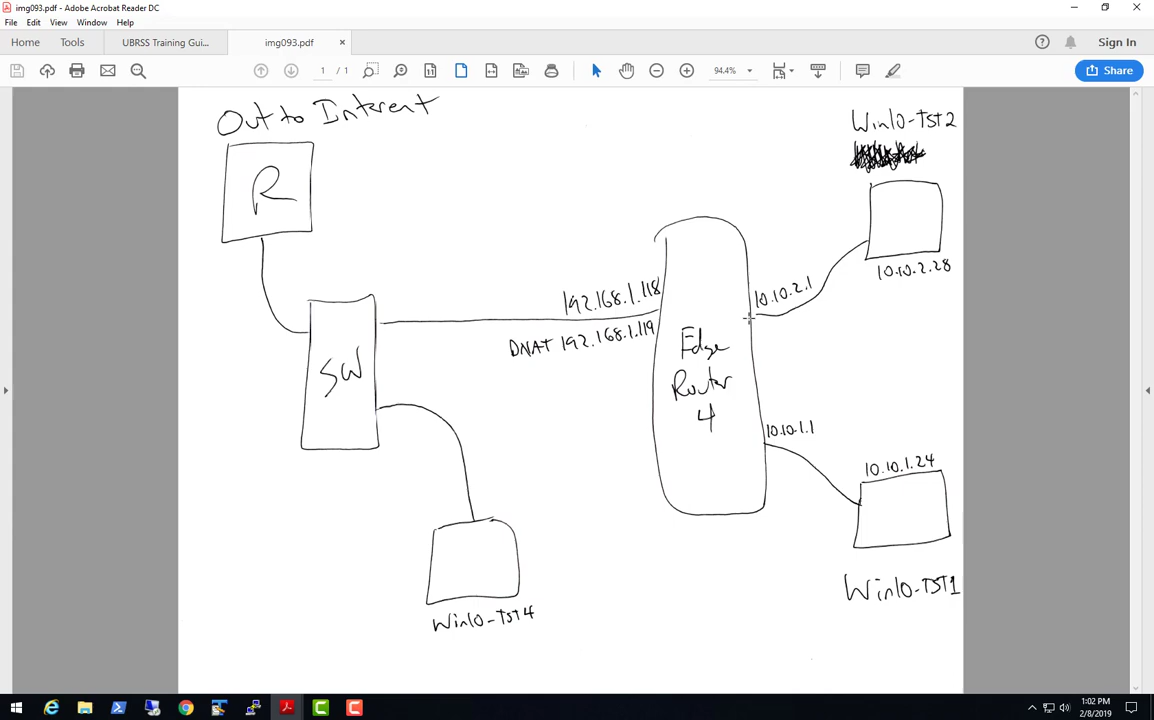 img093.pdf - Adobe Acrobat Reader DC
File Edit View Window Help
Home Tools UBRSS Training Gui... img093.pdf × Sign In
1 / 1 94.4% Share
Out to Interent
R
SW
Win10-Tst4
192.168.1.118
DNAT 192.168.1.119
Edge
Router
4
10.10.2.1
10.10.1.1
Win10-Tst2
10.10.2.28
10.10.1.24
Win10-TST1
1:02 PM
2/8/2019